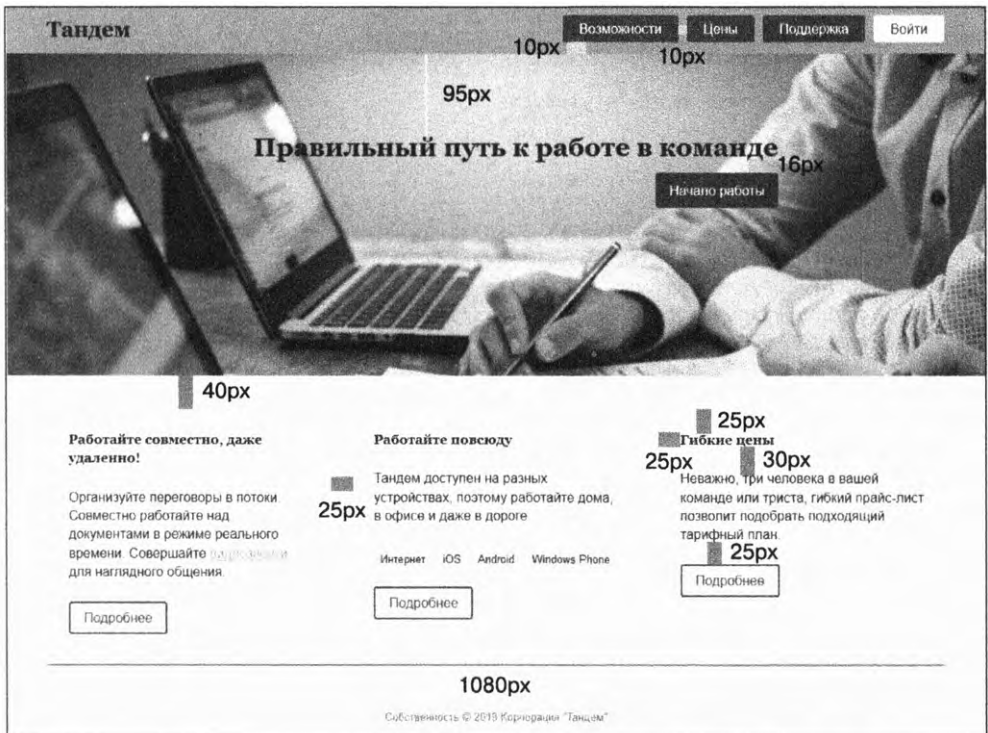 Тандем
Возможности Цены Поддержка Войти
10px 10px
95px
Правильный путь к работе в команде
16px
Начало работы
40px
25px
Работайте совместно, даже
удаленно!
Организуйте переговоры в потоки.
Совместно работайте над
документами в режиме реального
времени. Совершайте
для наглядного общения.
Подробнее
Работайте повсюду
Тандем доступен на разных
устройствах, поэтому работайте дома,
в офисе и даже в дороге
25px
Интернет iOS Android Windows Phone
Подробнее
Гибкие цены
25px 30px
Неважно, три человека в вашей
команде или триста, гибкий прайс-лист
позволит подобрать подходящий
тарифный план.
25px
Подробнее
1080px
Собственность © 2019 Корпорация "Тандем"